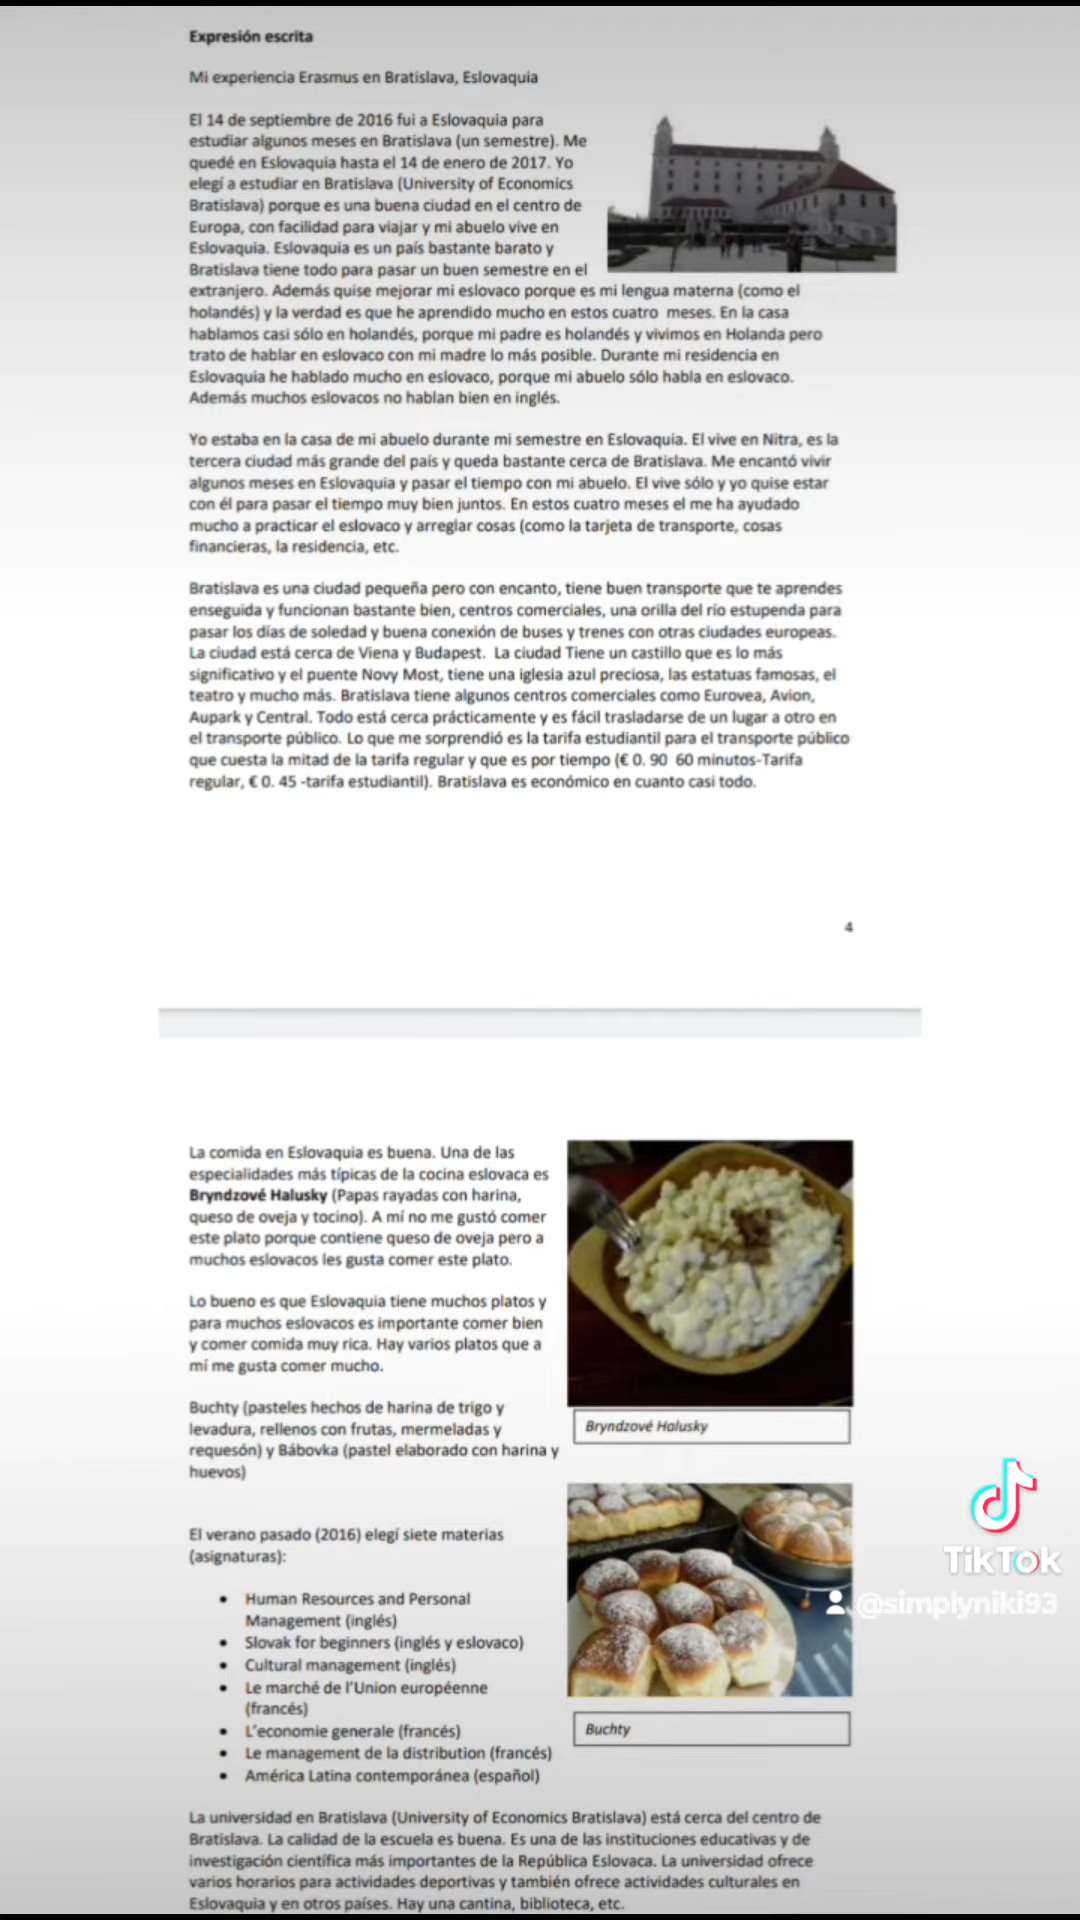 Expresión escrita
Mi experiencia Erasmus en Bratislava, Eslovaquia
El 14 de septiembre de 2016 fui a Eslovaquia para
estudiar algunos meses en Bratislava (un semestre). Me
quedé en Eslovaquia hasta el 14 de enero de 2017. Yo
elegí a estudiar en Bratislava (University of Economics
Bratislava) porque es una buena ciudad en el centro de
Europa, con facilidad para viajar y mi abuelo vive en
Eslovaquia. Eslovaquia es un país bastante barato y
Bratislava tiene todo para pasar un buen semestre en el
extranjero. Además quise mejorar mi eslovaco porque es mi lengua materna (como el
holandés) y la verdad es que he aprendido mucho en estos cuatro meses. En la casa
hablamos casi sólo en holandés, porque mi padre es holandés y vivimos en Holanda pero
trato de hablar en eslovaco con mi madre lo más posible. Durante mi residencia en
Eslovaquia he hablado mucho en eslovaco, porque mi abuelo sólo habla en eslovaco.
Además muchos eslovacos no hablan bien en inglés.
Yo estaba en la casa de mi abuelo durante mi semestre en Eslovaquia. El vive en Nitra, es la
tercera ciudad más grande del país y queda bastante cerca de Bratislava. Me encantó vivir
algunos meses en Eslovaquia y pasar el tiempo con mi abuelo. El vive sólo y yo quise estar
con él para pasar el tiempo muy bien juntos. En estos cuatro meses el me ha ayudado
mucho a practicar el eslovaco y arreglar cosas (como la tarjeta de transporte, cosas
financieras, la residencia, etc.
Bratislava es una ciudad pequeña pero con encanto, tiene buen transporte que te aprendes
enseguida y funcionan bastante bien, centros comerciales, una orilla del río estupenda para
pasar los días de soledad y buena conexión de buses y trenes con otras ciudades europeas.
La ciudad está cerca de Viena y Budapest. La ciudad Tiene un castillo que es lo más
significativo y el puente Novy Most, tiene una iglesia azul preciosa, las estatuas famosas, el
teatro y mucho más. Bratislava tiene algunos centros comerciales como Eurovea, Avion,
Aupark y Central. Todo está cerca prácticamente y es fácil trasladarse de un lugar a otro en
el transporte público. Lo que me sorprendió es la tarifa estudiantil para el transporte público
que cuesta la mitad de la tarifa regular y que es por tiempo (€ 0. 90 60 minutos-Tarifa
regular, € 0. 45 -tarifa estudiantil). Bratislava es económico en cuanto casi todo.
4
La comida en Eslovaquia es buena. Una de las
especialidades más típicas de la cocina eslovaca es
Bryndzové Halusky (Papas rayadas con harina,
queso de oveja y tocino). A mí no me gustó comer
este plato porque contiene queso de oveja pero a
muchos eslovacos les gusta comer este plato.
Lo bueno es que Eslovaquia tiene muchos platos y
para muchos eslovacos es importante comer bien
y comer comida muy rica. Hay varios platos que a
mí me gusta comer mucho.
Buchty (pasteles hechos de harina de trigo y
levadura, rellenos con frutas, mermeladas y
requesón) y Bábovka (pastel elaborado con harina y
huevos)
Bryndzové Halusky
El verano pasado (2016) elegí siete materias
(asignaturas):
• Human Resources and Personal
Management (inglés)
• Slovak for beginners (inglés y eslovaco)
• Cultural management (inglés)
• Le marché de l'Union européenne
(francés)
• L'economie generale (francés)
• Le management de la distribution (francés)
• América Latina contemporánea (español)
Buchty
TikTok
@simplyniki93
La universidad en Bratislava (University of Economics Bratislava) está cerca del centro de
Bratislava. La calidad de la escuela es buena. Es una de las instituciones educativas y de
investigación científica más importantes de la República Eslovaca. La universidad ofrece
varios horarios para actividades deportivas y también ofrece actividades culturales en
Eslovaquia y en otros países. Hay una cantina, biblioteca, etc.